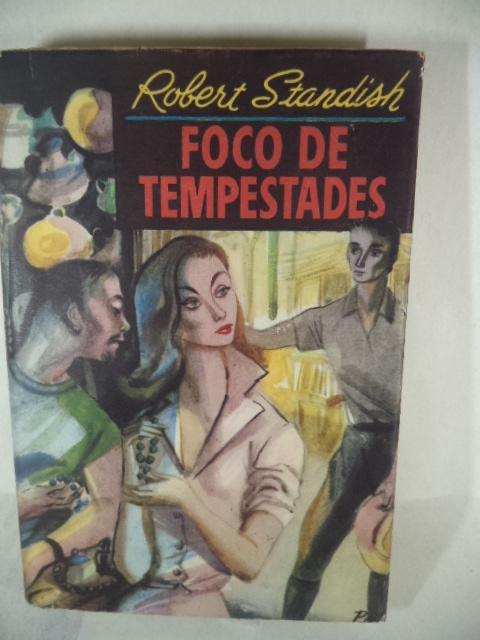 Robert Standish
FOCO DE
TEMPESTADES